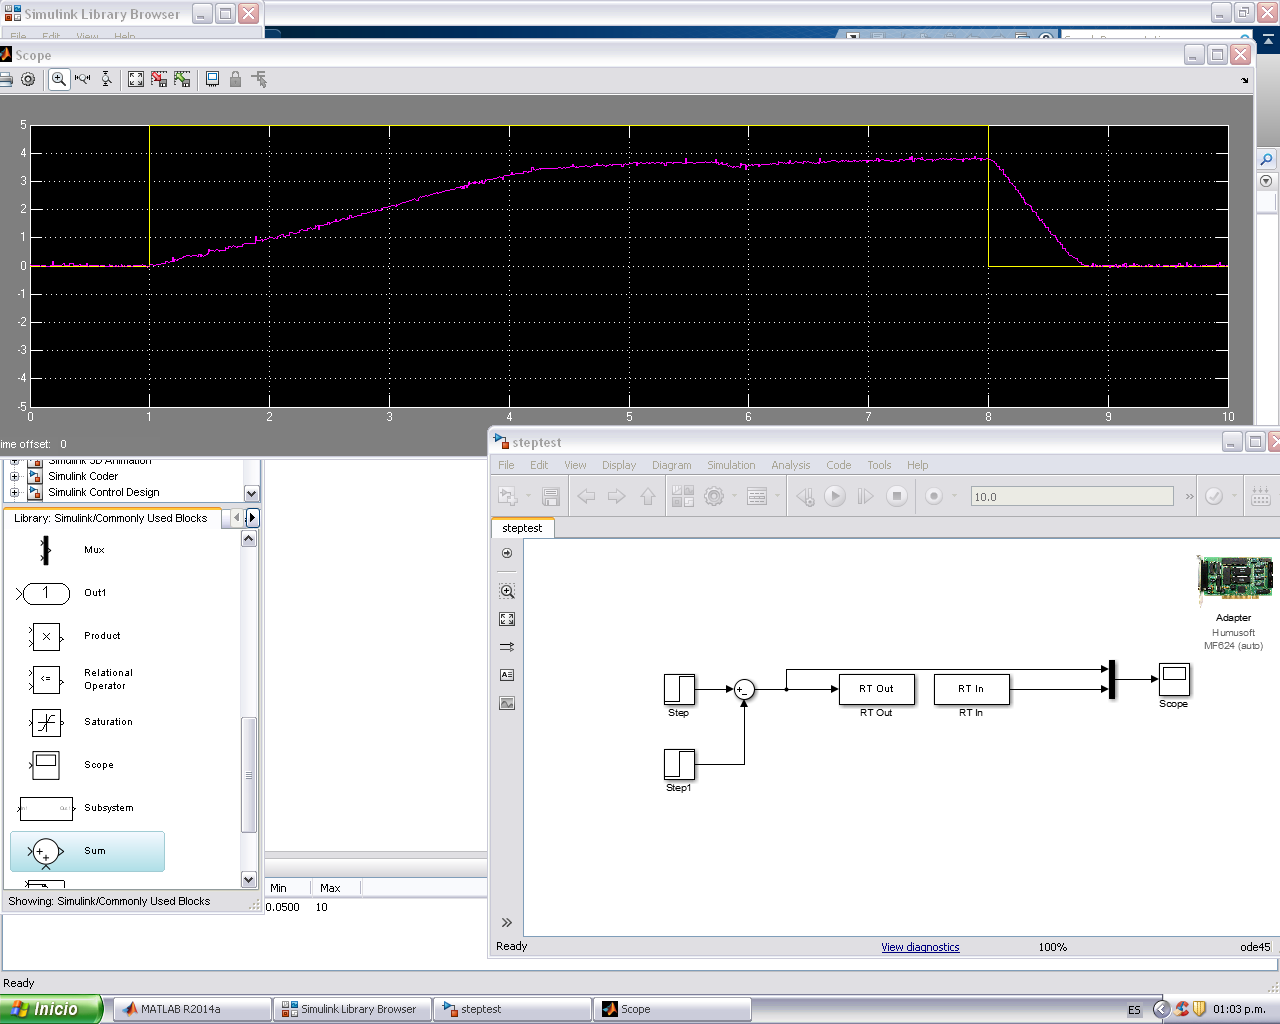 Simulink Library Browser
File Edit View Help
Scope
5
4
3
2
1
0
-1
-2
-3
-4
-5
0 1 2 3 4 5 6 7 8 9 10
ime offset: 0
Simulink 3D Animation
Simulink Coder
Simulink Control Design
Library: Simulink/Commonly Used Blocks
Mux
1
Out1
Product
<=
Relational
Operator
Saturation
Scope
Subsystem
Sum
Showing: Simulink/Commonly Used Blocks
Min Max
0.0500 10
steptest
File Edit View Display Diagram Simulation Analysis Code Tools Help
10.0
steptest
Adapter
Humusoft
MF624 (auto)
Step
RT Out
RT Out
RT In
RT In
Scope
Step1
Ready View diagnostics 100% ode45
Ready
Inicio MATLAB R2014a Simulink Library Browser steptest Scope ES 01:03 p.m.